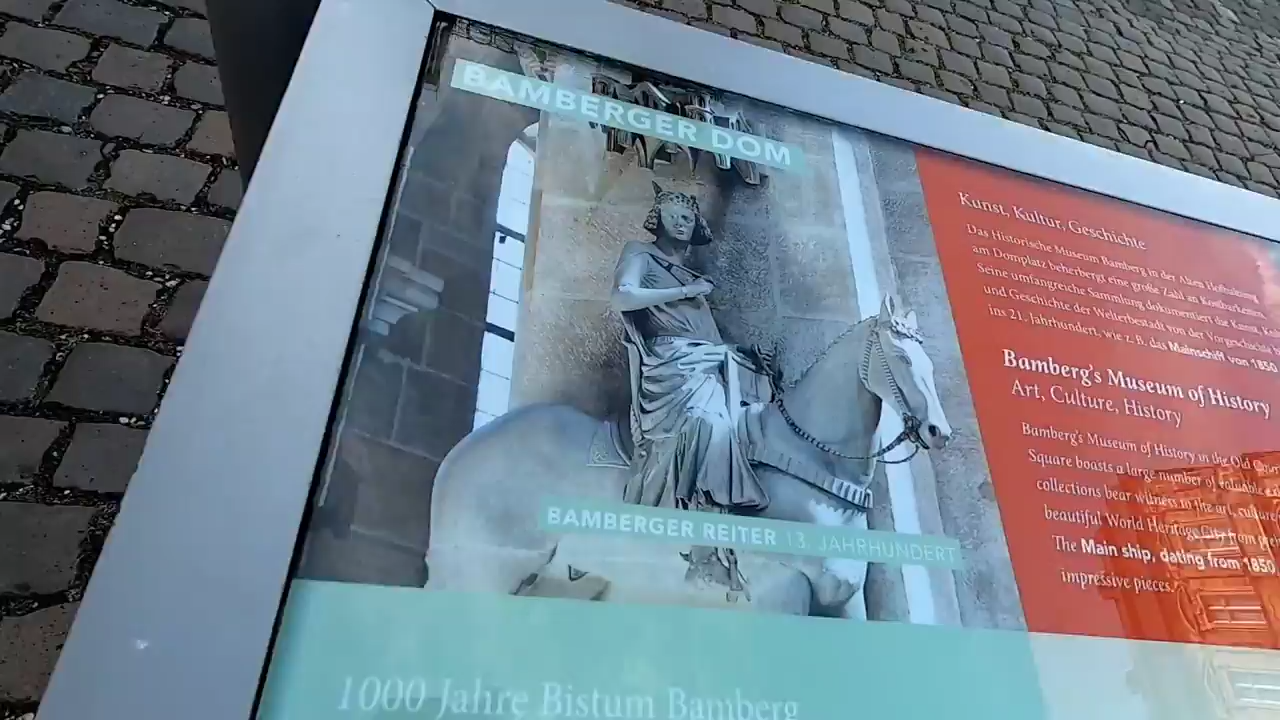 BAMBERGER DOM
BAMBERGER REITER 13. JAHRHUNDERT
1000 Jahre Bistum Bamberg
Kunst, Kultur, Geschichte
Das Historische Museum Bamberg in der Alten Hofhaltung
am Domplatz beherbergt eine große Zahl an
Seine umfangreiche Sammlung dokumentiert die Kunst,
und Geschichte der Welterbestadt von der
ins 21. Jahrhundert, wie z. B. das Mainschiff von 1850
Bamberg's Museum of History
Art, Culture, History
Bamberg's Museum of History in the Old
Square boasts a large number of valuable
collections bear witness to the art,
beautiful World Heritage City from
The Main ship, dating from 1850
impressive pieces.